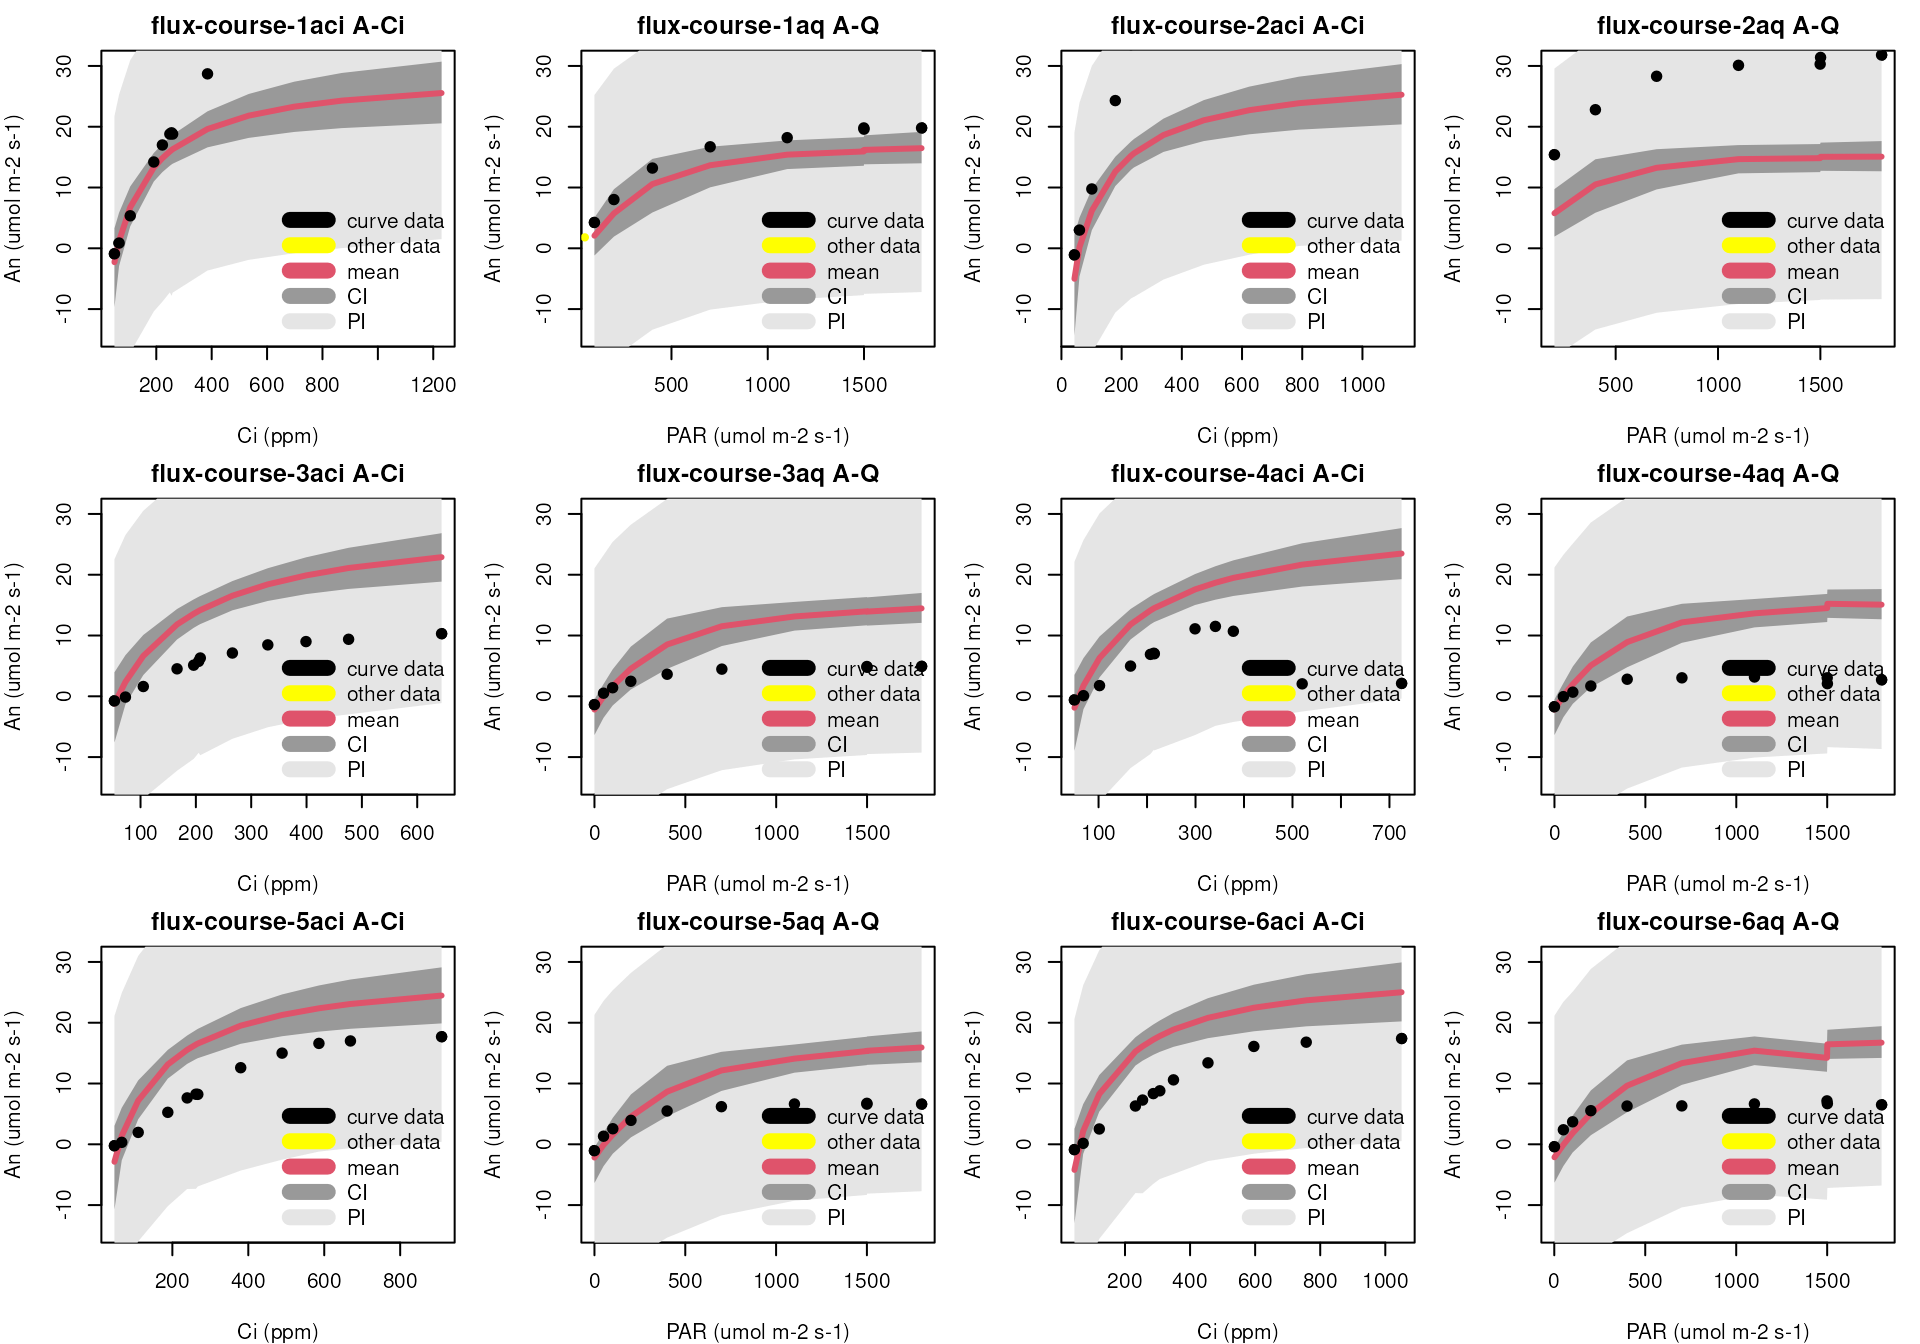 flux-course-1aci A-Ci
An (umol m-2 s-1)
30
20
10
0
-10
curve data
other data
mean
CI
PI
200 400 600 800 1200
Ci (ppm)
flux-course-1aq A-Q
An (umol m-2 s-1)
30
20
10
0
-10
curve data
other data
mean
CI
PI
500 1000 1500
PAR (umol m-2 s-1)
flux-course-2aci A-Ci
An (umol m-2 s-1)
30
20
10
0
-10
curve data
other data
mean
CI
PI
0 200 400 600 800 1000
Ci (ppm)
flux-course-2aq A-Q
An (umol m-2 s-1)
30
20
10
0
-10
curve data
other data
mean
CI
PI
500 1000 1500
PAR (umol m-2 s-1)
flux-course-3aci A-Ci
An (umol m-2 s-1)
30
20
10
0
-10
curve data
other data
mean
CI
PI
100 200 300 400 500 600
Ci (ppm)
flux-course-3aq A-Q
An (umol m-2 s-1)
30
20
10
0
-10
curve data
other data
mean
CI
PI
0 500 1000 1500
PAR (umol m-2 s-1)
flux-course-4aci A-Ci
An (umol m-2 s-1)
30
20
10
0
-10
curve data
other data
mean
CI
PI
100 300 500 700
Ci (ppm)
flux-course-4aq A-Q
An (umol m-2 s-1)
30
20
10
0
-10
curve data
other data
mean
CI
PI
0 500 1000 1500
PAR (umol m-2 s-1)
flux-course-5aci A-Ci
An (umol m-2 s-1)
30
20
10
0
-10
curve data
other data
mean
CI
PI
200 400 600 800
Ci (ppm)
flux-course-5aq A-Q
An (umol m-2 s-1)
30
20
10
0
-10
curve data
other data
mean
CI
PI
0 500 1000 1500
PAR (umol m-2 s-1)
flux-course-6aci A-Ci
An (umol m-2 s-1)
30
20
10
0
-10
curve data
other data
mean
CI
PI
200 400 600 800 1000
Ci (ppm)
flux-course-6aq A-Q
An (umol m-2 s-1)
30
20
10
0
-10
curve data
other data
mean
CI
PI
0 500 1000 1500
PAR (umol m-2 s-1)